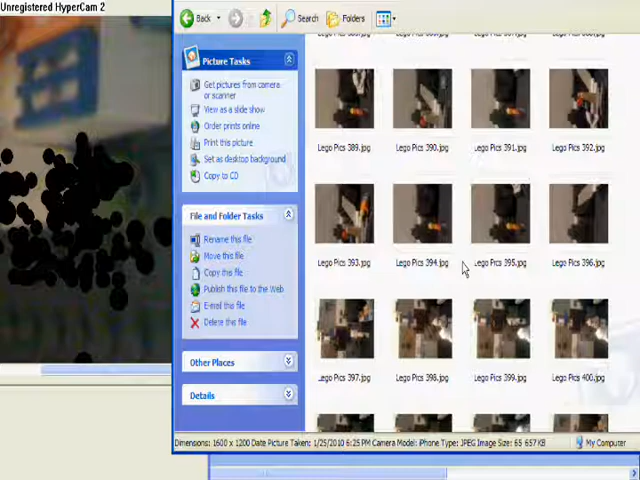 Unregistered HyperCam 2
Back
Search
Folders
Picture Tasks
Get pictures from camera
or scanner
View as a slide show
Order prints online
Print this picture
Set as desktop background
Copy to CD
File and Folder Tasks
Rename this file
Move this file
Copy this file
Publish this file to the Web
E-mail this file
Delete this file
Other Places
Details
Lego Pics 389.jpg
Lego Pics 390.jpg
Lego Pics 391.jpg
Lego Pics 392.jpg
Lego Pics 393.jpg
Lego Pics 394.jpg
Lego Pics 395.jpg
Lego Pics 396.jpg
Lego Pics 397.jpg
Lego Pics 398.jpg
Lego Pics 399.jpg
Lego Pics 400.jpg
Dimensions: 1600 x 1200 Date Picture Taken: 1/25/2010 6:25 PM Camera Model: iPhone Type: JPEG Image Size: 65 657 KB
My Computer